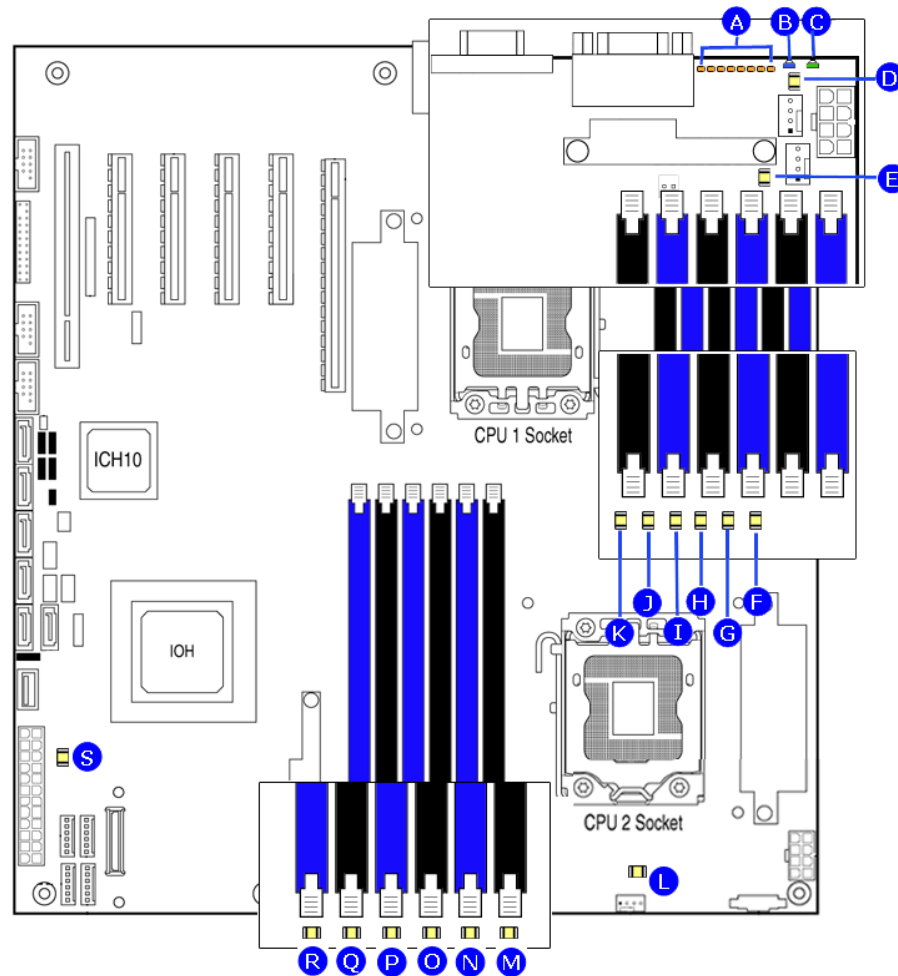 A B C
D
E
CPU 1 Socket
ICH10
IOH
K J I H G F
S
CPU 2 Socket
L
R Q P O N M